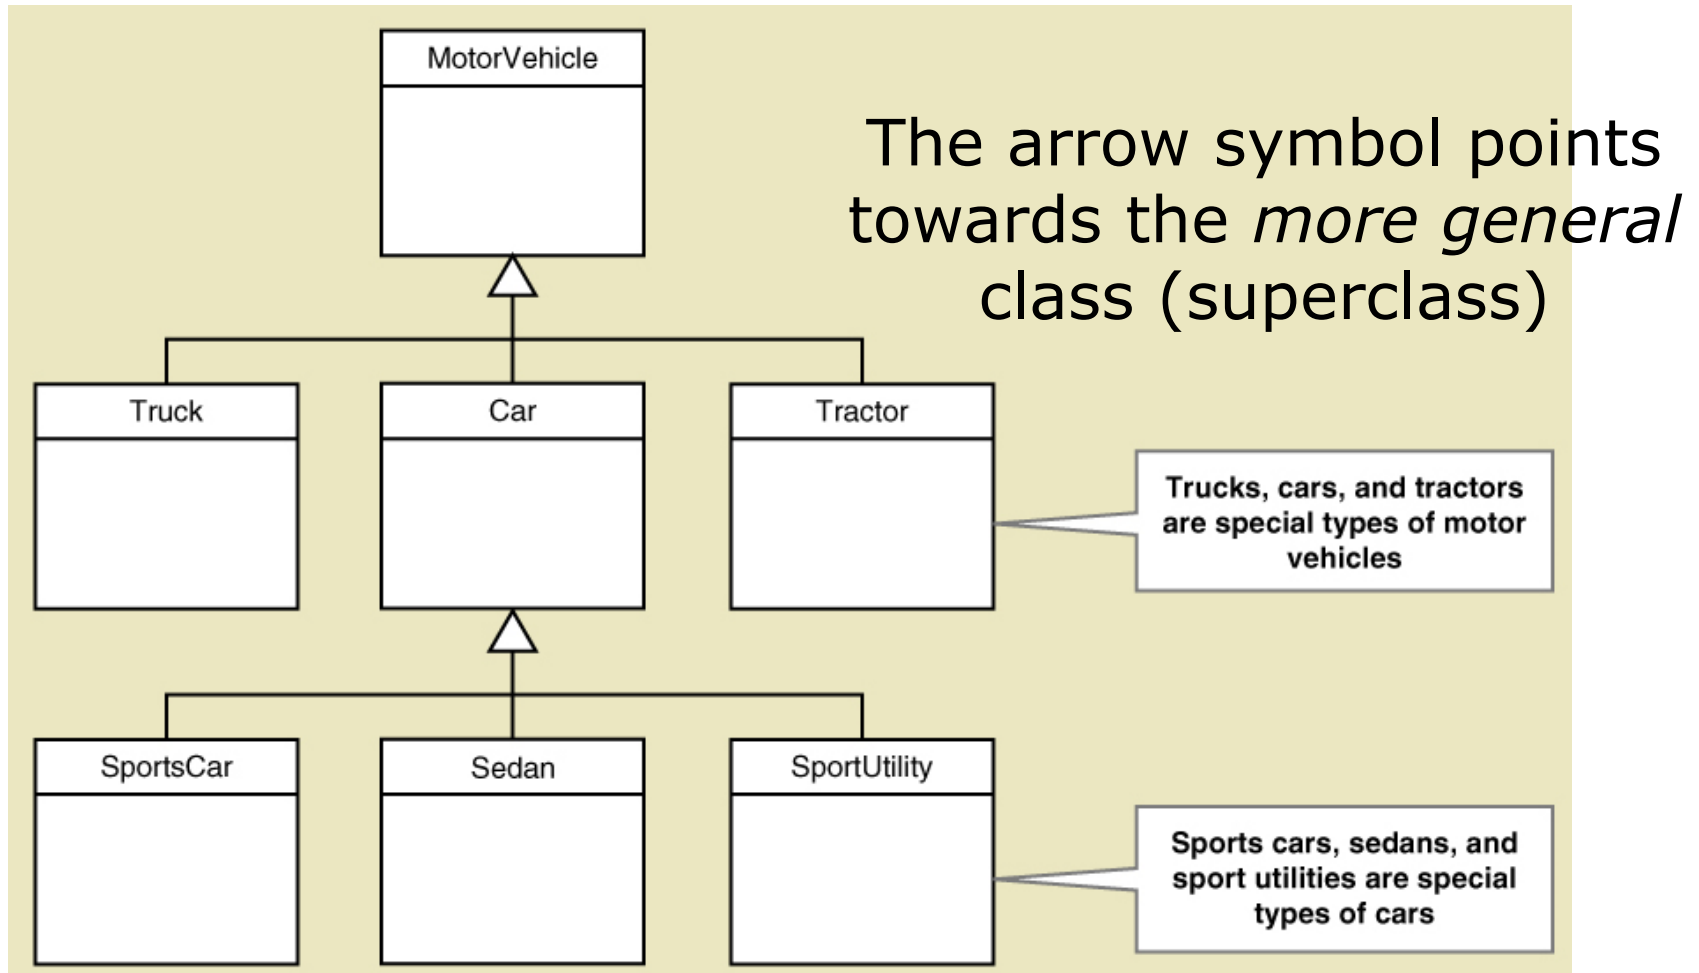 MotorVehicle
The arrow symbol points
towards the more general
class (superclass)
Truck
Car
Tractor
Trucks, cars, and tractors
are special types of motor
vehicles
SportsCar
Sedan
SportUtility
Sports cars, sedans, and
sport utilities are special
types of cars